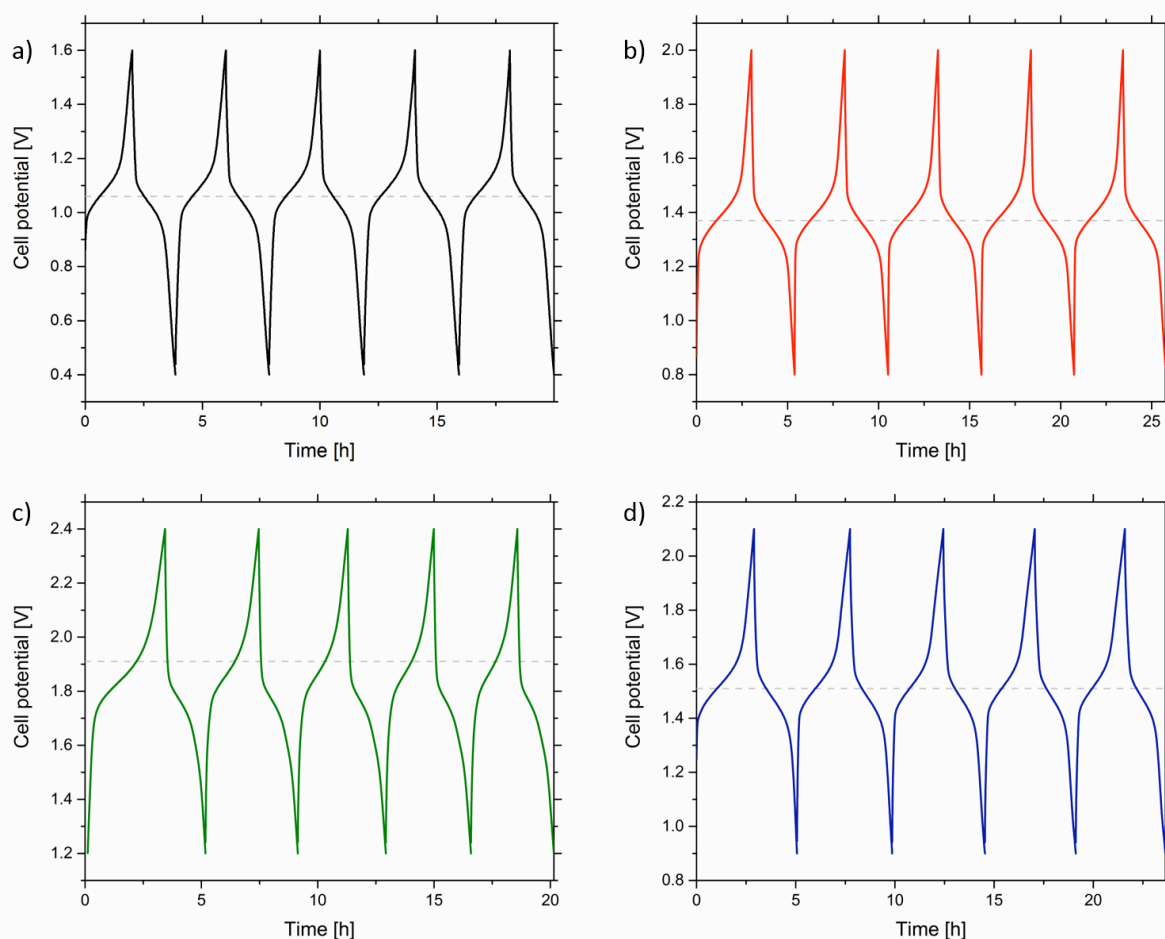 a)
1.6
1.4
1.2
1.0
0.8
0.6
0.4
Cell potential [V]
0 5 10 15
Time [h]
b)
2.0
1.8
1.6
1.4
1.2
1.0
0.8
Cell potential [V]
0 5 10 15 20 25
Time [h]
c)
2.4
2.2
2.0
1.8
1.6
1.4
1.2
Cell potential [V]
0 5 10 15 20
Time [h]
d)
2.2
2.0
1.8
1.6
1.4
1.2
1.0
0.8
Cell potential [V]
0 5 10 15 20
Time [h]